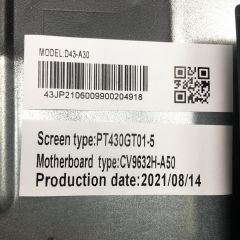 MODEL:D43-A30
43JP2106009900204918
Screen type:PT430GT01-5
Motherboard type:CV9632H-A50
Production date:2021/08/14